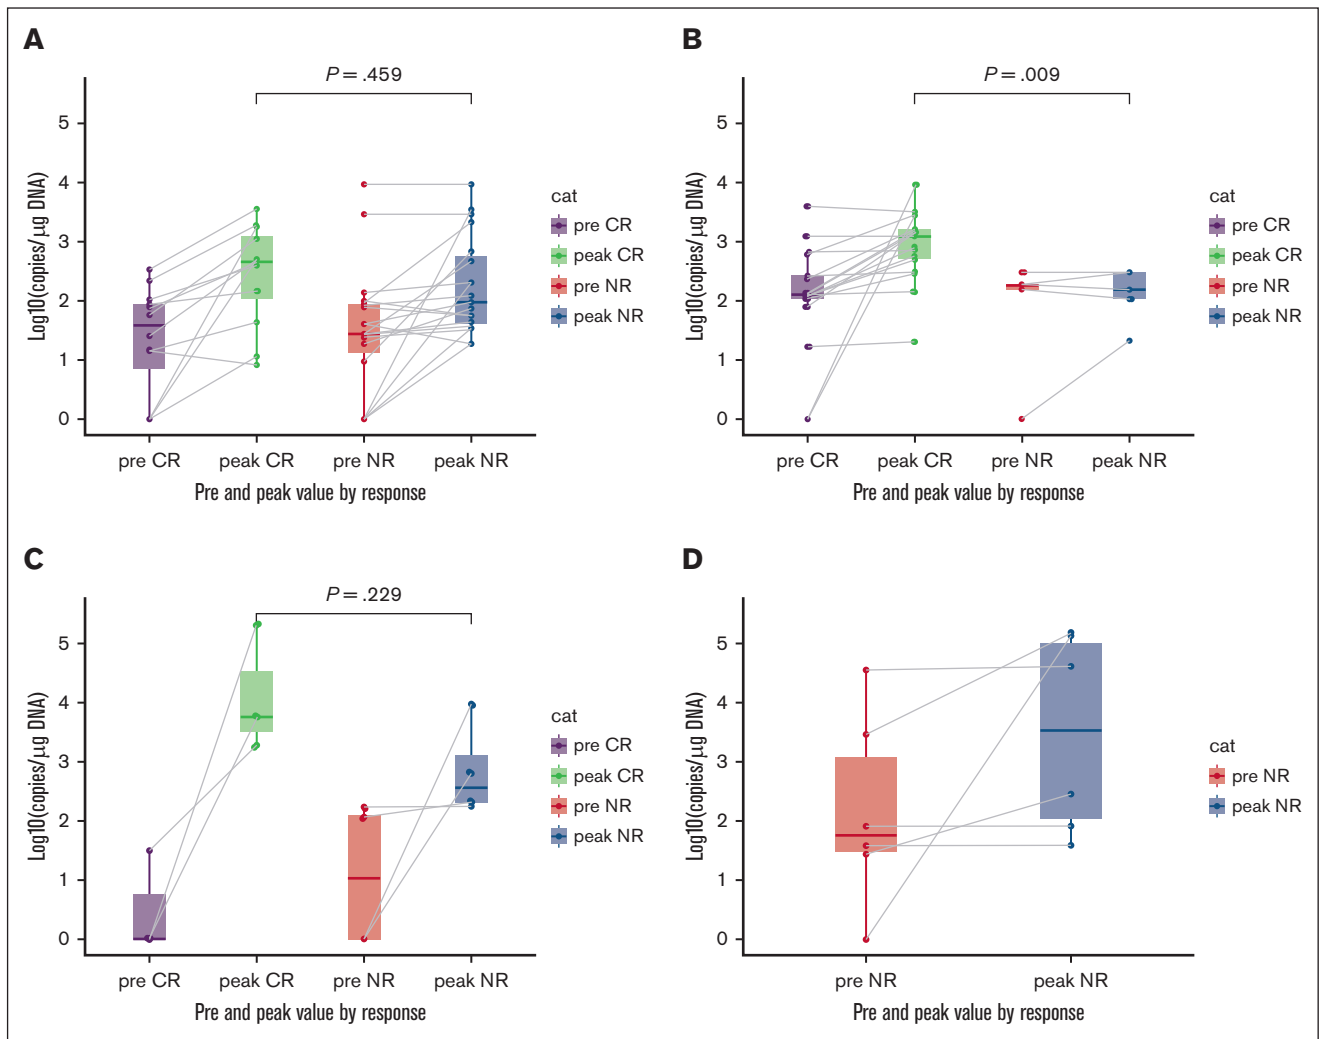 A
P = .459
5
4
3
2
1
0
Log10(copies/μg DNA)
pre CR
peak CR
pre NR
peak NR
Pre and peak value by response
cat
pre CR
peak CR
pre NR
peak NR
B
P = .009
5
4
3
2
1
0
Log10(copies/μg DNA)
pre CR
peak CR
pre NR
peak NR
Pre and peak value by response
cat
pre CR
peak CR
pre NR
peak NR
C
P = .229
5
4
3
2
1
0
Log10(copies/μg DNA)
pre CR
peak CR
pre NR
peak NR
Pre and peak value by response
cat
pre CR
peak CR
pre NR
peak NR
D
5
4
3
2
1
0
Log10(copies/μg DNA)
pre NR
peak NR
Pre and peak value by response
cat
pre NR
peak NR